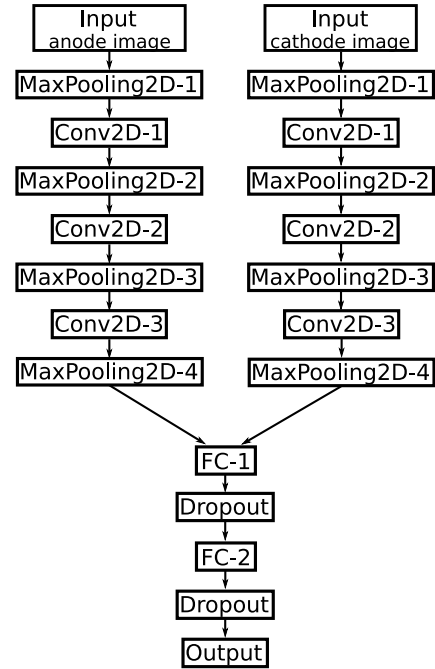 Input
anode image
MaxPooling2D-1
Conv2D-1
MaxPooling2D-2
Conv2D-2
MaxPooling2D-3
Conv2D-3
MaxPooling2D-4
Input
cathode image
MaxPooling2D-1
Conv2D-1
MaxPooling2D-2
Conv2D-2
MaxPooling2D-3
Conv2D-3
MaxPooling2D-4
FC-1
Dropout
FC-2
Dropout
Output